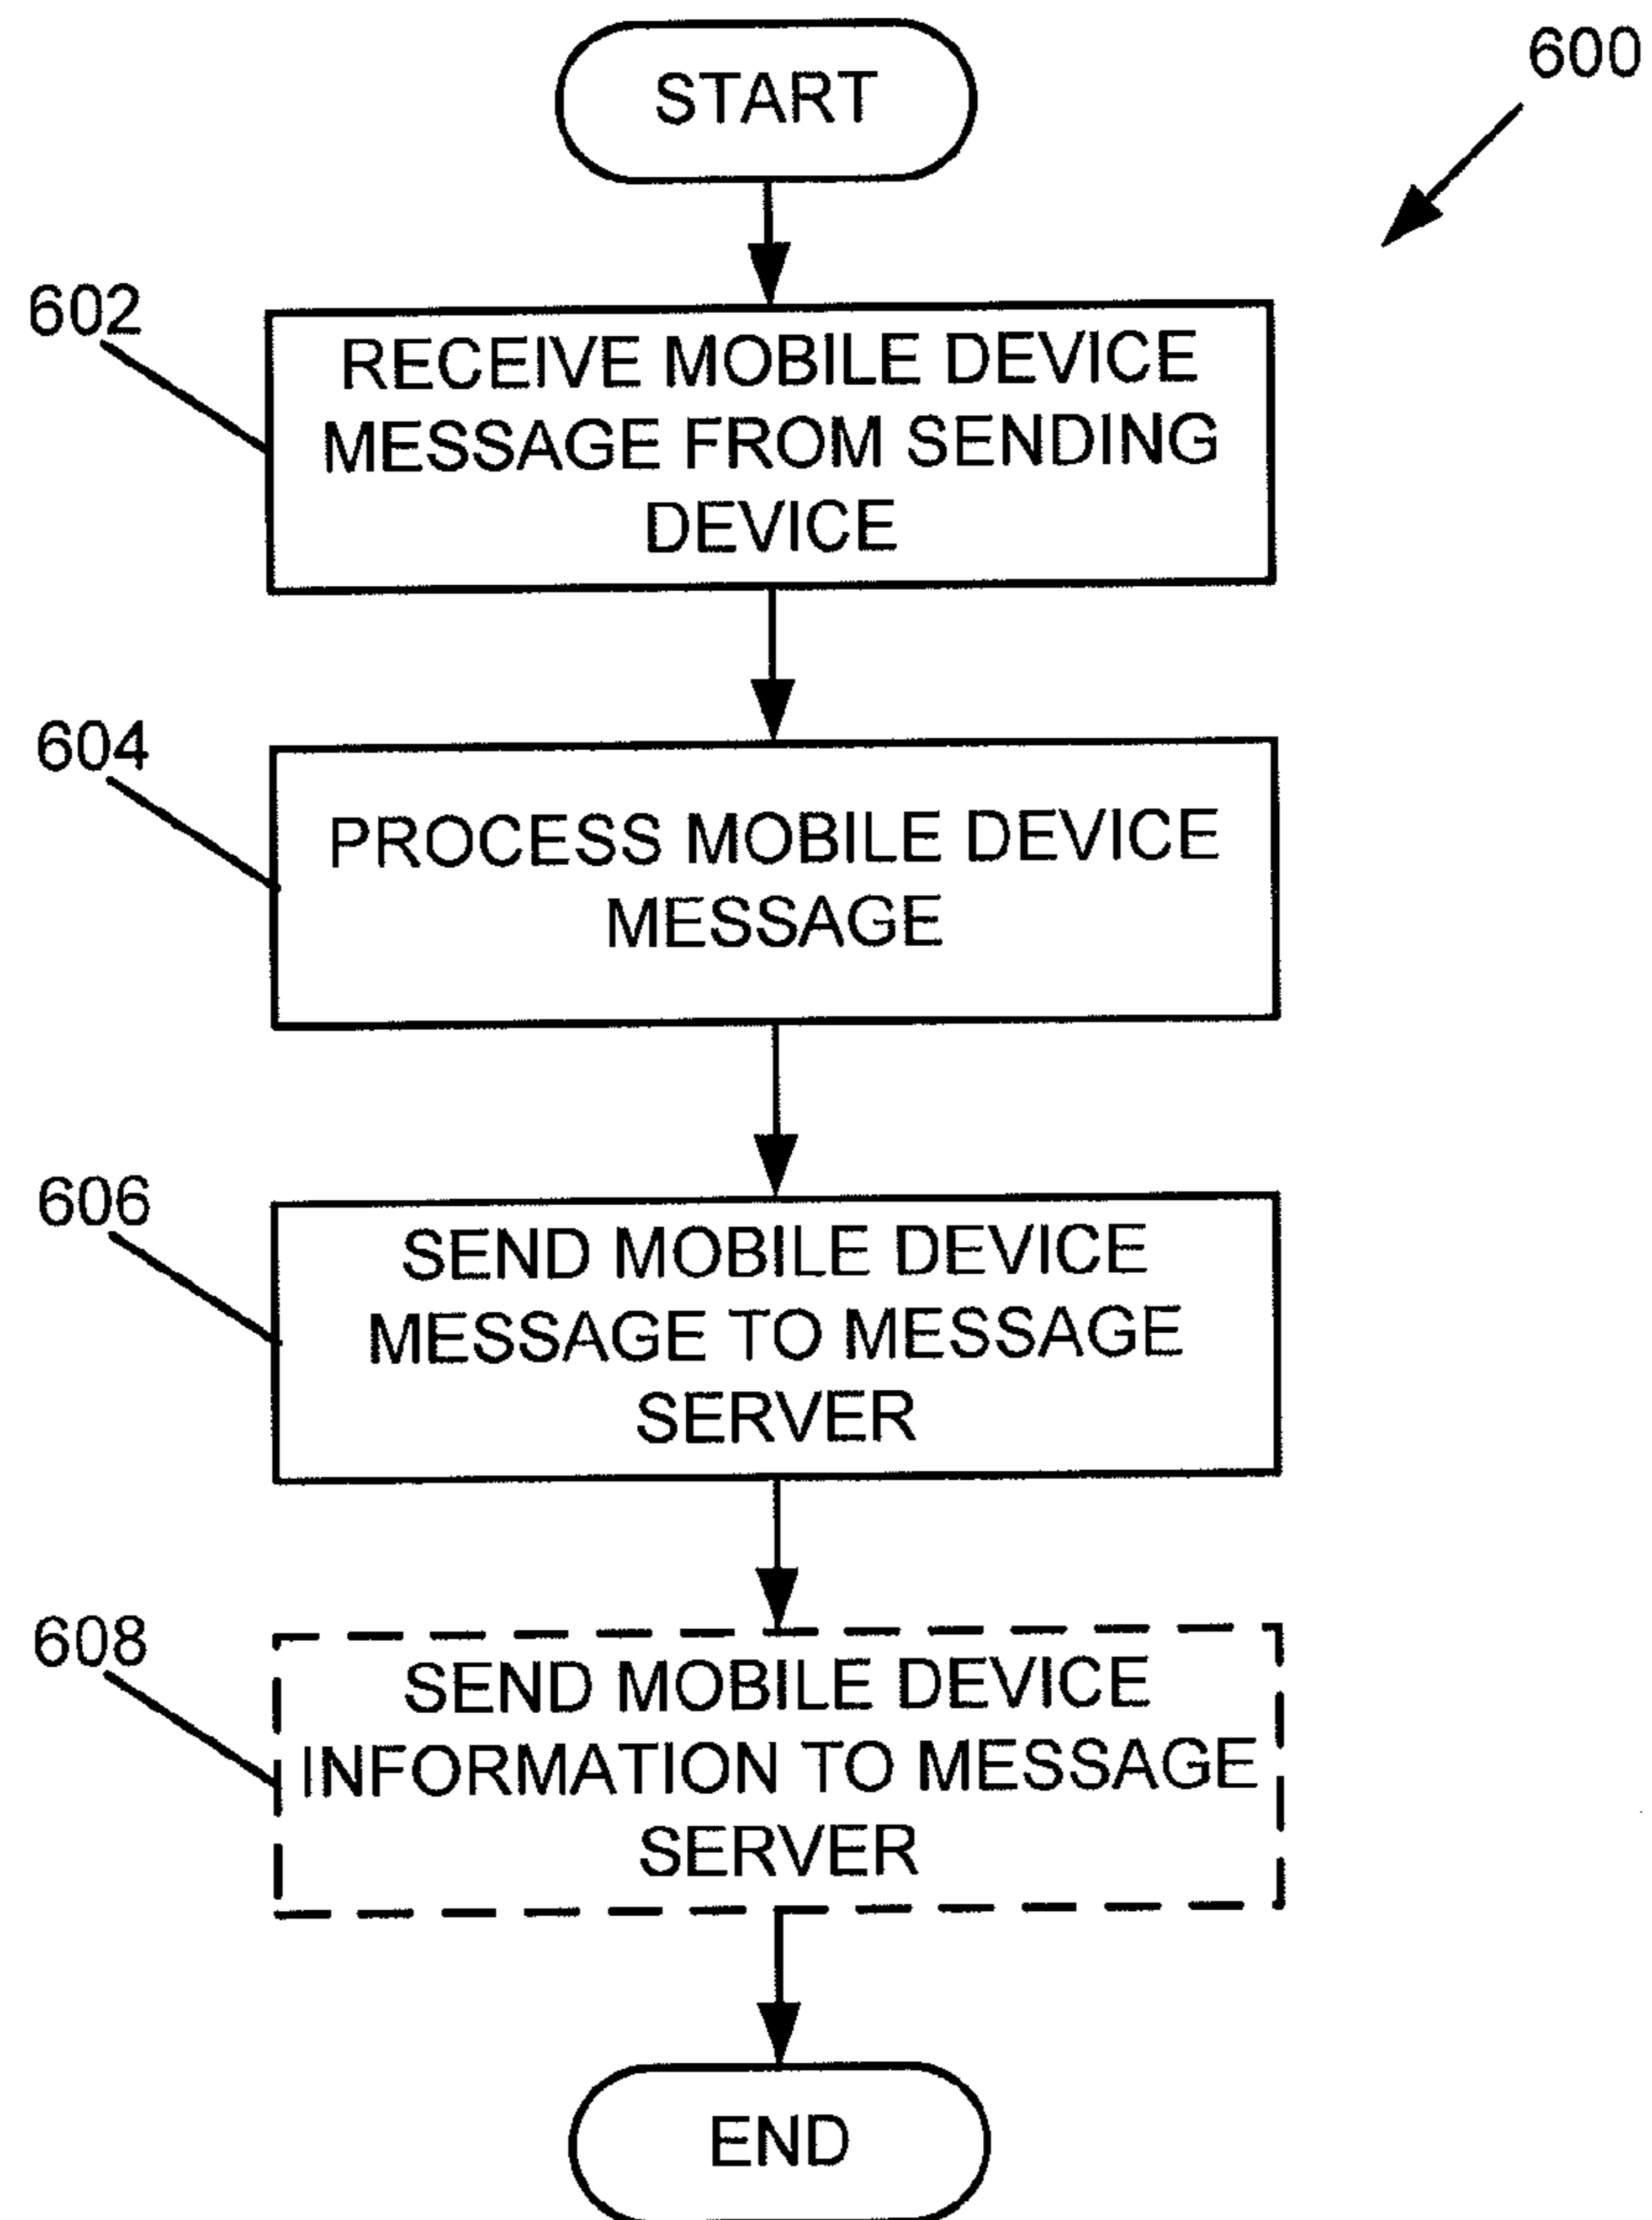 START
600
602
RECEIVE MOBILE DEVICE
MESSAGE FROM SENDING
DEVICE
604
PROCESS MOBILE DEVICE
MESSAGE
606
SEND MOBILE DEVICE
MESSAGE TO MESSAGE
SERVER
608
SEND MOBILE DEVICE
INFORMATION TO MESSAGE
SERVER
END